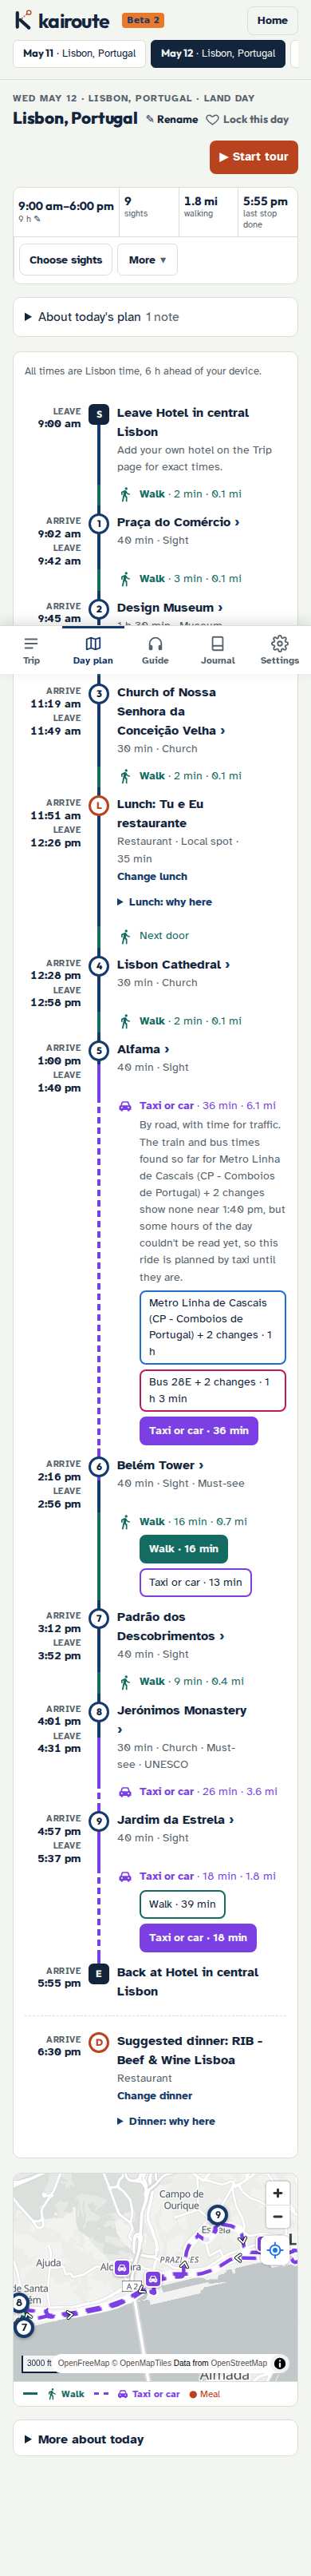 kairoute Beta 2 Home
May 11 · Lisbon, Portugal May 12 · Lisbon, Portugal
WED MAY 12 · LISBON, PORTUGAL · LAND DAY
Lisbon, Portugal ✎ Rename ♡ Lock this day
▶ Start tour
9:00 am–6:00 pm
9 h ✎
9
sights
1.8 mi
walking
5:55 pm
last stop
done
Choose sights More ▾
▶ About today's plan 1 note
All times are Lisbon time, 6 h ahead of your device.
LEAVE
9:00 am
S
Leave Hotel in central
Lisbon
Add your own hotel on the Trip
page for exact times.
Walk · 2 min · 0.1 mi
ARRIVE
9:02 am
LEAVE
9:42 am
1
Praça do Comércio ›
40 min · Sight
Walk · 3 min · 0.1 mi
ARRIVE
9:45 am
2
Design Museum ›
Trip Day plan Guide Journal Settings
ARRIVE
11:19 am
LEAVE
11:49 am
3
Church of Nossa
Senhora da
Conceição Velha ›
30 min · Church
Walk · 2 min · 0.1 mi
ARRIVE
11:51 am
LEAVE
12:26 pm
L
Lunch: Tu e Eu
restaurante
Restaurant · Local spot ·
35 min
Change lunch
▶ Lunch: why here
Next door
ARRIVE
12:28 pm
LEAVE
12:58 pm
4
Lisbon Cathedral ›
30 min · Church
Walk · 2 min · 0.1 mi
ARRIVE
1:00 pm
LEAVE
1:40 pm
5
Alfama ›
40 min · Sight
Taxi or car · 36 min · 6.1 mi
By road, with time for traffic.
The train and bus times
found so far for Metro Linha
de Cascais (CP - Comboios
de Portugal) + 2 changes
show none near 1:40 pm, but
some hours of the day
couldn't be read yet, so this
ride is planned by taxi until
they are.
Metro Linha de Cascais
(CP - Comboios de
Portugal) + 2 changes · 1
h
Bus 28E + 2 changes · 1
h 3 min
Taxi or car · 36 min
ARRIVE
2:16 pm
LEAVE
2:56 pm
6
Belém Tower ›
40 min · Sight · Must-see
Walk · 16 min · 0.7 mi
Walk · 16 min
Taxi or car · 13 min
ARRIVE
3:12 pm
LEAVE
3:52 pm
7
Padrão dos
Descobrimentos ›
40 min · Sight
Walk · 9 min · 0.4 mi
ARRIVE
4:01 pm
LEAVE
4:31 pm
8
Jerónimos Monastery
›
30 min · Church · Must-
see · UNESCO
Taxi or car · 26 min · 3.6 mi
ARRIVE
4:57 pm
LEAVE
5:37 pm
9
Jardim da Estrela ›
40 min · Sight
Taxi or car · 18 min · 1.8 mi
Walk · 39 min
Taxi or car · 18 min
ARRIVE
5:55 pm
E
Back at Hotel in central
Lisbon
ARRIVE
6:30 pm
D
Suggested dinner: RIB -
Beef & Wine Lisboa
Restaurant
Change dinner
▶ Dinner: why here
Campo de
Ourique
9
+
−
Ajuda
8
7
3000 ft OpenFreeMap © OpenMapTiles Data from OpenStreetMap
Almada
Walk Taxi or car Meal
▶ More about today